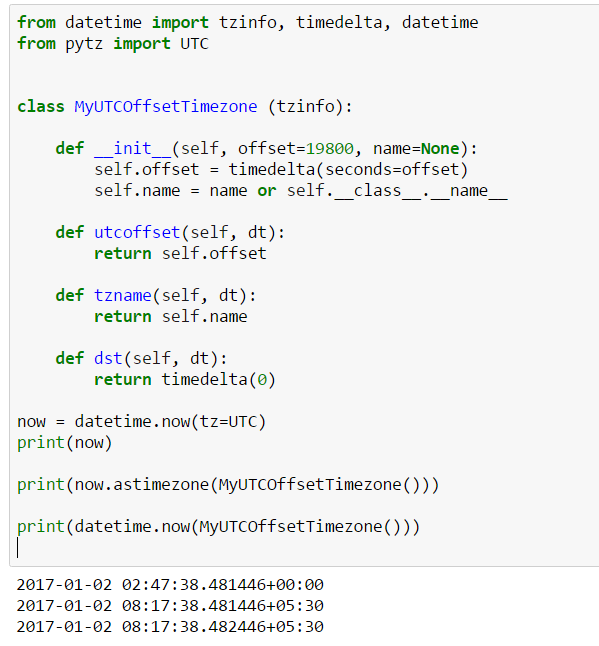 from datetime import tzinfo, timedelta, datetime
from pytz import UTC
class MyUTCOffsetTimezone (tzinfo):
    def __init__(self, offset=19800, name=None):
        self.offset = timedelta(seconds=offset)
        self.name = name or self.__class__.__name__
    def utcoffset(self, dt):
        return self.offset
    def tzname(self, dt):
        return self.name
    def dst(self, dt):
        return timedelta(0)
now = datetime.now(tz=UTC)
print(now)
print(now.astimezone(MyUTCOffsetTimezone()))
print(datetime.now(MyUTCOffsetTimezone()))
2017-01-02 02:47:38.481446+00:00
2017-01-02 08:17:38.481446+05:30
2017-01-02 08:17:38.482446+05:30